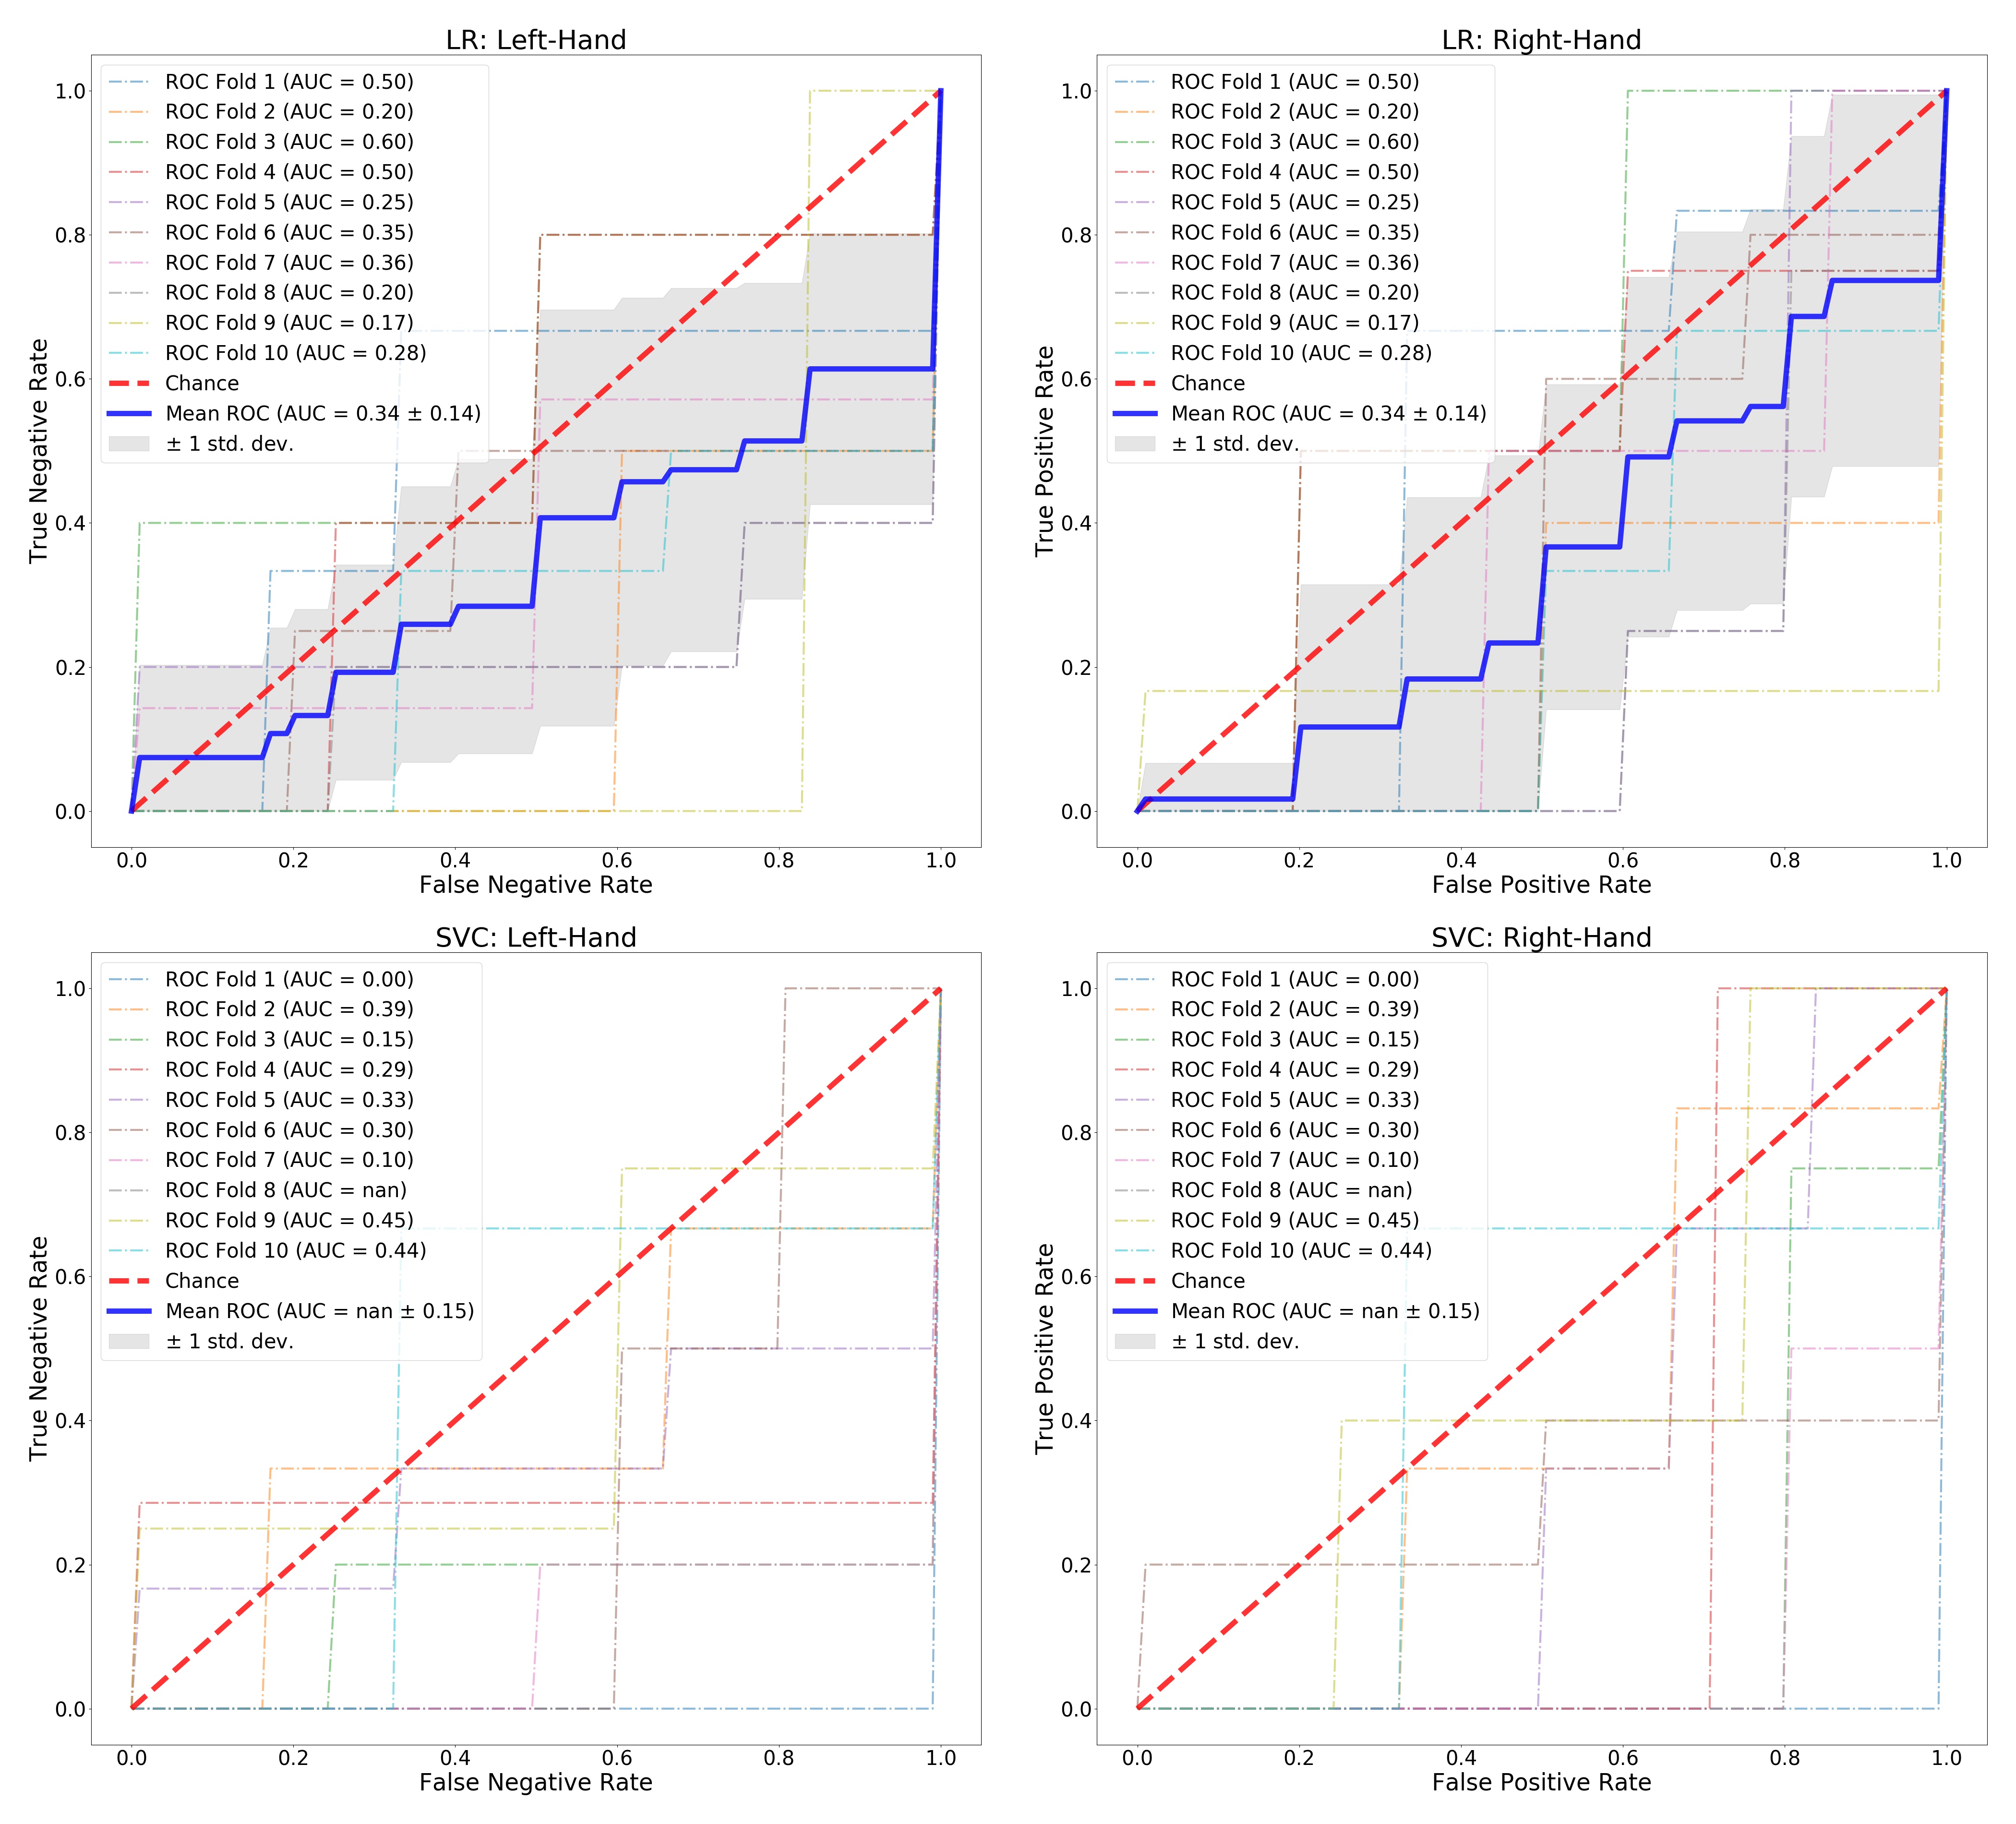 LR: Left-Hand
ROC Fold 1 (AUC = 0.50)
ROC Fold 2 (AUC = 0.20)
ROC Fold 3 (AUC = 0.60)
ROC Fold 4 (AUC = 0.50)
ROC Fold 5 (AUC = 0.25)
ROC Fold 6 (AUC = 0.35)
ROC Fold 7 (AUC = 0.36)
ROC Fold 8 (AUC = 0.20)
ROC Fold 9 (AUC = 0.17)
ROC Fold 10 (AUC = 0.28)
Chance
Mean ROC (AUC = 0.34 ± 0.14)
± 1 std. dev.
True Negative Rate
1.0
0.8
0.6
0.4
0.2
0.0
0.0 0.2 0.4 0.6 0.8 1.0
False Negative Rate
LR: Right-Hand
ROC Fold 1 (AUC = 0.50)
ROC Fold 2 (AUC = 0.20)
ROC Fold 3 (AUC = 0.60)
ROC Fold 4 (AUC = 0.50)
ROC Fold 5 (AUC = 0.25)
ROC Fold 6 (AUC = 0.35)
ROC Fold 7 (AUC = 0.36)
ROC Fold 8 (AUC = 0.20)
ROC Fold 9 (AUC = 0.17)
ROC Fold 10 (AUC = 0.28)
Chance
Mean ROC (AUC = 0.34 ± 0.14)
± 1 std. dev.
True Positive Rate
1.0
0.8
0.6
0.4
0.2
0.0
0.0 0.2 0.4 0.6 0.8 1.0
False Positive Rate
SVC: Left-Hand
ROC Fold 1 (AUC = 0.00)
ROC Fold 2 (AUC = 0.39)
ROC Fold 3 (AUC = 0.15)
ROC Fold 4 (AUC = 0.29)
ROC Fold 5 (AUC = 0.33)
ROC Fold 6 (AUC = 0.30)
ROC Fold 7 (AUC = 0.10)
ROC Fold 8 (AUC = nan)
ROC Fold 9 (AUC = 0.45)
ROC Fold 10 (AUC = 0.44)
Chance
Mean ROC (AUC = nan ± 0.15)
± 1 std. dev.
True Negative Rate
1.0
0.8
0.6
0.4
0.2
0.0
0.0 0.2 0.4 0.6 0.8 1.0
False Negative Rate
SVC: Right-Hand
ROC Fold 1 (AUC = 0.00)
ROC Fold 2 (AUC = 0.39)
ROC Fold 3 (AUC = 0.15)
ROC Fold 4 (AUC = 0.29)
ROC Fold 5 (AUC = 0.33)
ROC Fold 6 (AUC = 0.30)
ROC Fold 7 (AUC = 0.10)
ROC Fold 8 (AUC = nan)
ROC Fold 9 (AUC = 0.45)
ROC Fold 10 (AUC = 0.44)
Chance
Mean ROC (AUC = nan ± 0.15)
± 1 std. dev.
True Positive Rate
1.0
0.8
0.6
0.4
0.2
0.0
0.0 0.2 0.4 0.6 0.8 1.0
False Positive Rate